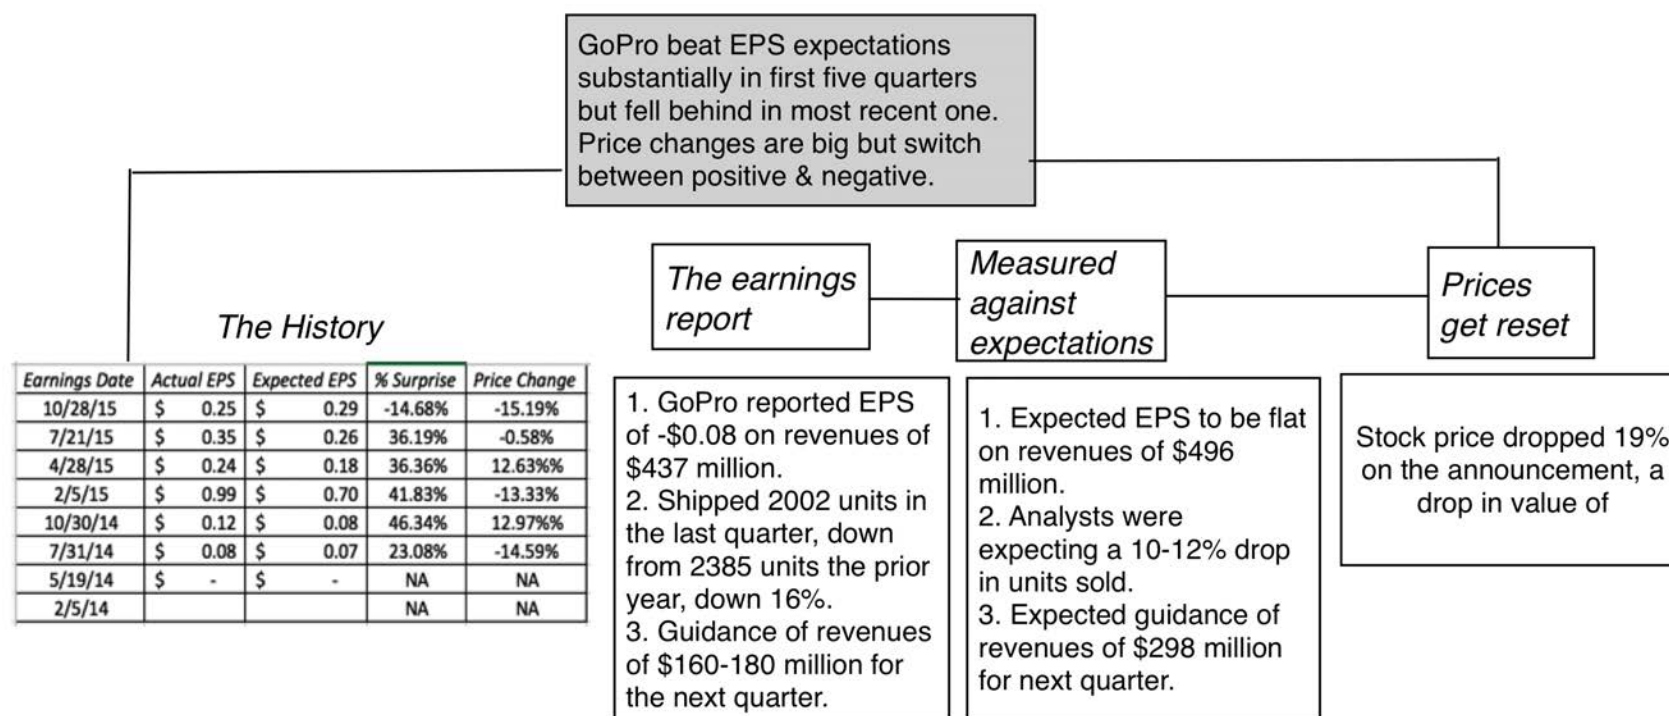 GoPro beat EPS expectations
substantially in first five quarters
but fell behind in most recent one.
Price changes are big but switch
between positive & negative.
The History
Earnings Date Actual EPS Expected EPS % Surprise Price Change
10/28/15 $ 0.25 $ 0.29 -14.68% -15.19%
7/21/15 $ 0.35 $ 0.26 36.19% -0.58%
4/28/15 $ 0.24 $ 0.18 36.36% 12.63%%
2/5/15 $ 0.99 $ 0.70 41.83% -13.33%
10/30/14 $ 0.12 $ 0.08 46.34% 12.97%%
7/31/14 $ 0.08 $ 0.07 23.08% -14.59%
5/19/14 $ - $ - NA NA
2/5/14 NA NA
The earnings
report
1. GoPro reported EPS
of -$0.08 on revenues of
$437 million.
2. Shipped 2002 units in
the last quarter, down
from 2385 units the prior
year, down 16%.
3. Guidance of revenues
of $160-180 million for
the next quarter.
Measured
against
expectations
1. Expected EPS to be flat
on revenues of $496
million.
2. Analysts were
expecting a 10-12% drop
in units sold.
3. Expected guidance of
revenues of $298 million
for next quarter.
Prices
get reset
Stock price dropped 19%
on the announcement, a
drop in value of